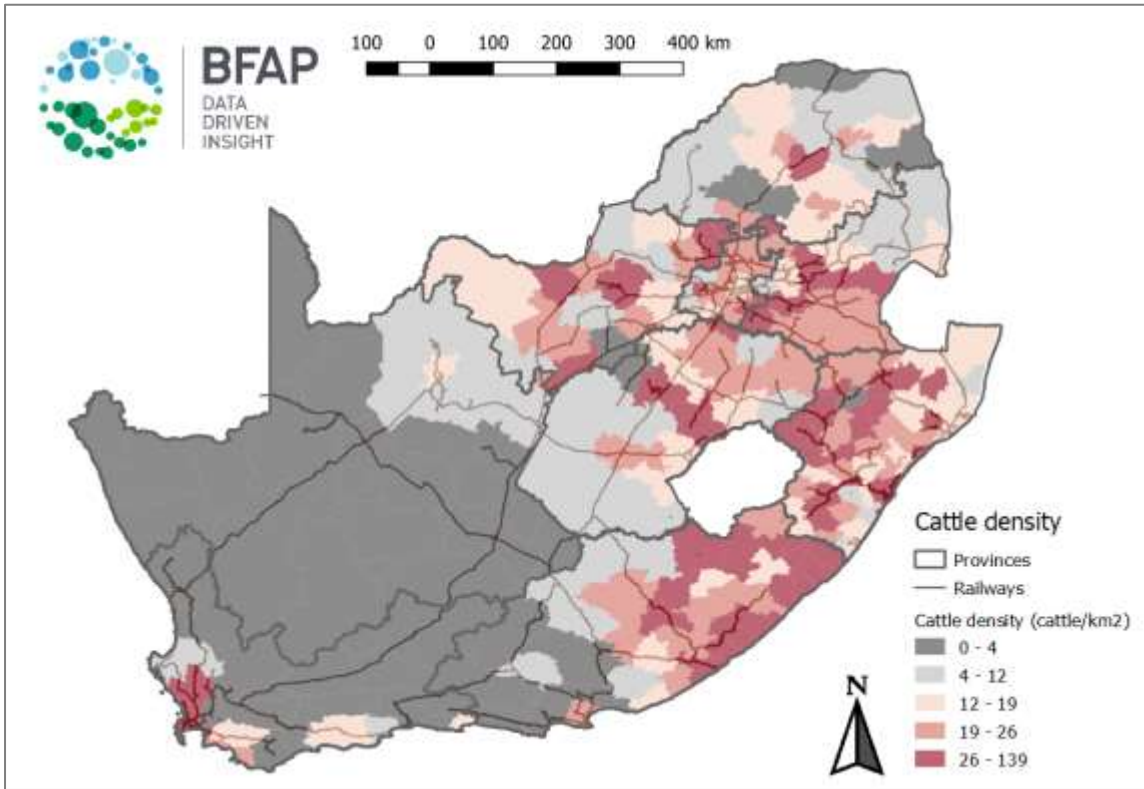 BFAP
DATA
DRIVEN
INSIGHT
100 0 100 200 300 400 km
Cattle density
Provinces
Railways
Cattle density (cattle/km2)
0 - 4
4 - 12
12 - 19
19 - 26
26 - 139
N